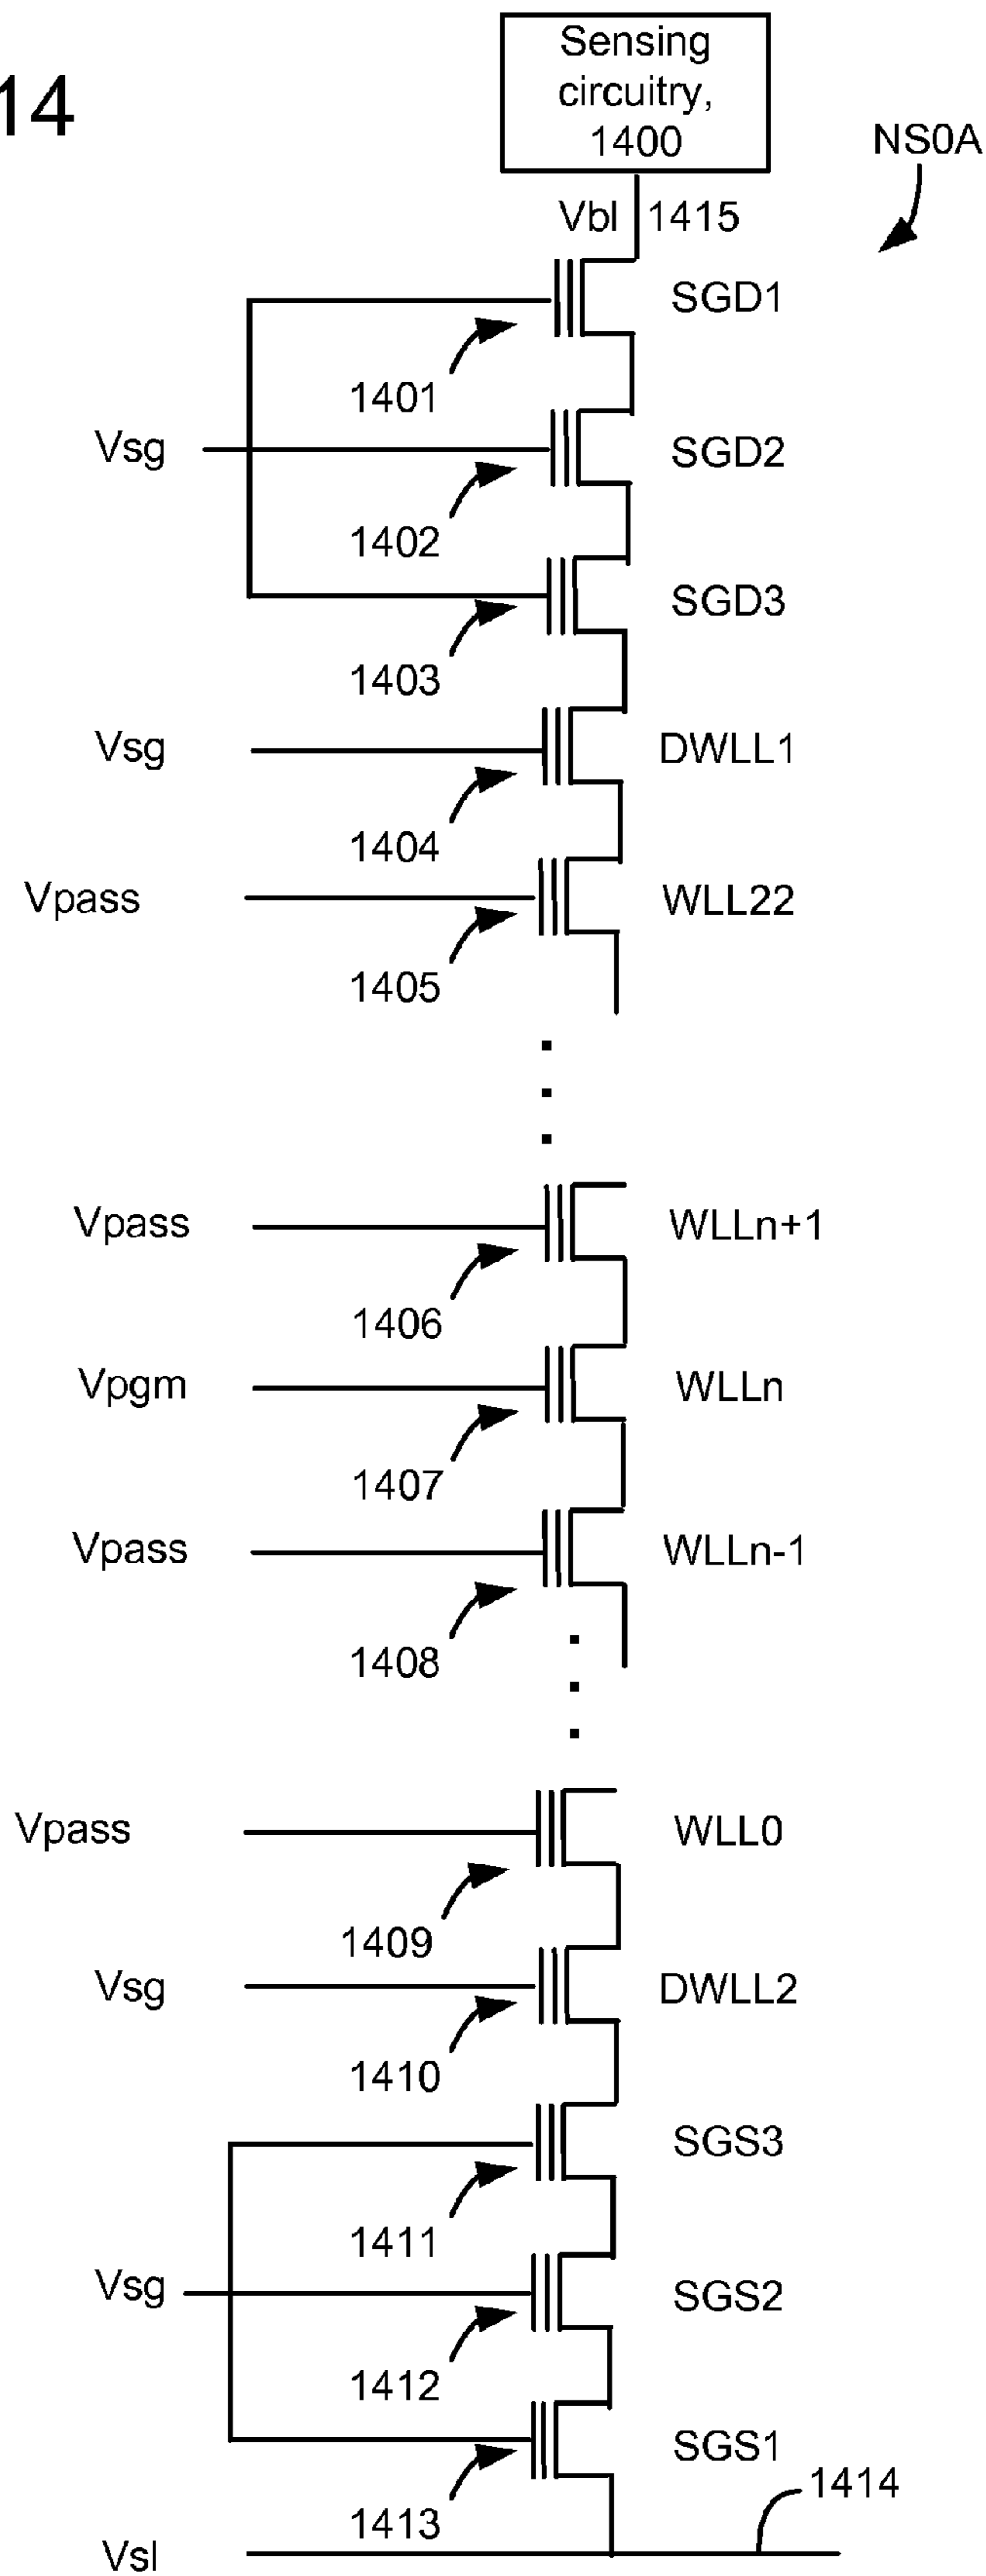 14
Sensing
circuitry,
1400
NS0A
Vbl 1415
SGD1
1401
Vsg
SGD2
1402
SGD3
1403
Vsg
DWLL1
1404
Vpass
WLL22
1405
Vpass
WLLn+1
1406
Vpgm
WLLn
1407
Vpass
WLLn-1
1408
Vpass
WLL0
1409
Vsg
DWLL2
1410
SGS3
1411
Vsg
SGS2
1412
SGS1
1414
1413
Vsl